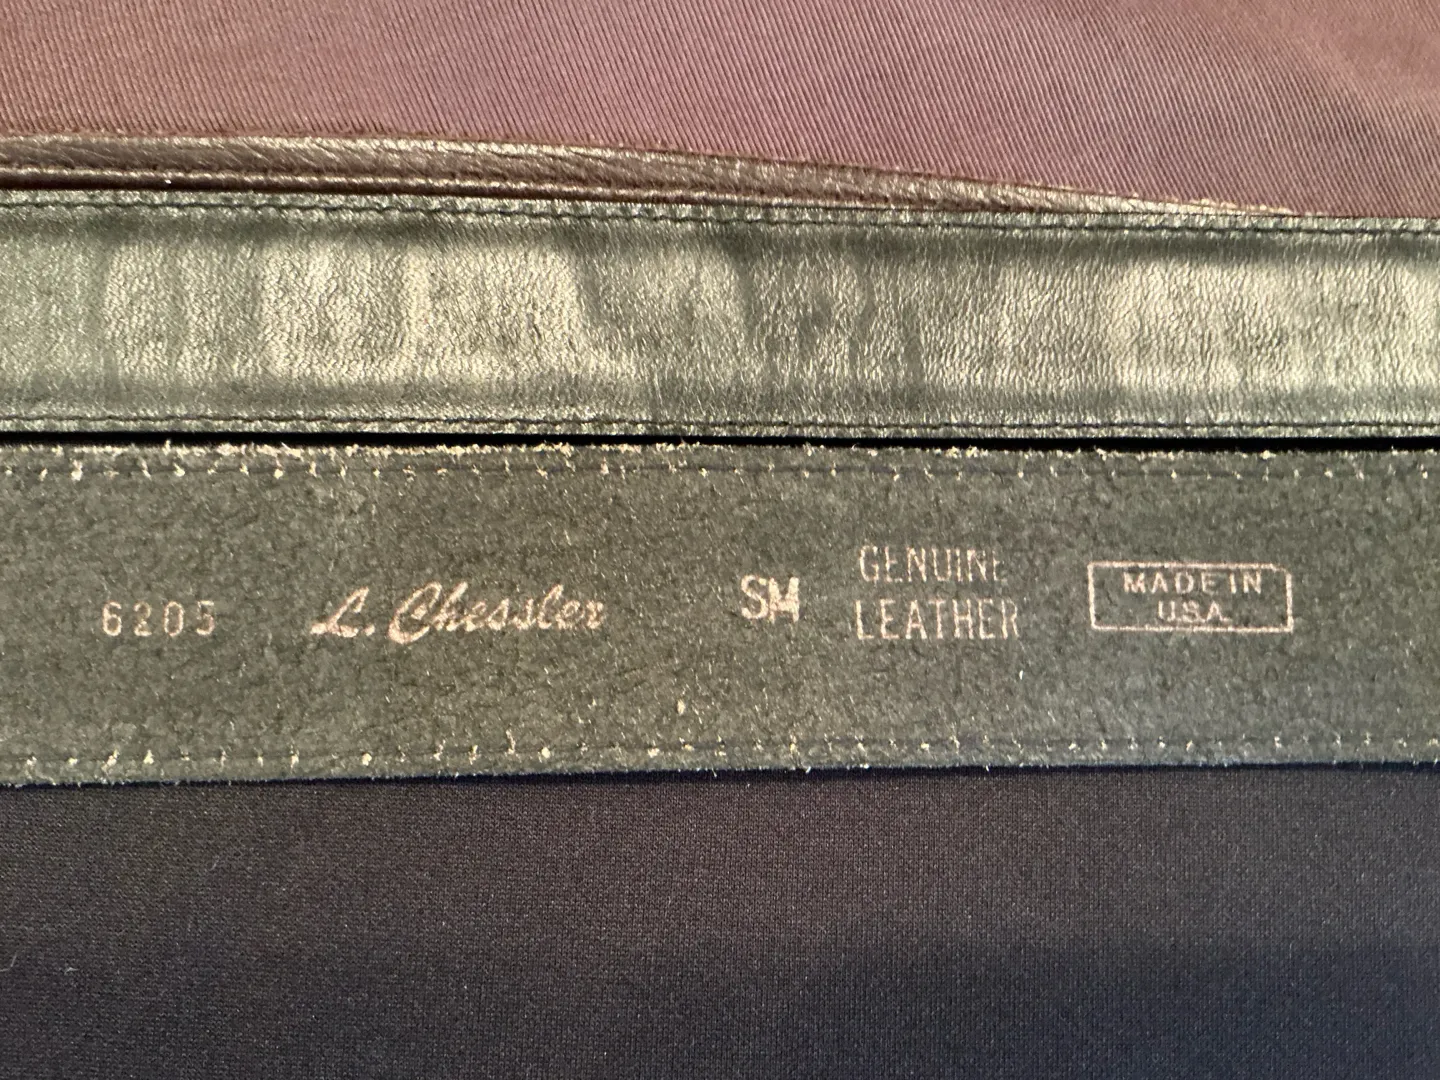 6205 L. Chessler SM GENUINE
LEATHER MADE IN
U.S.A.